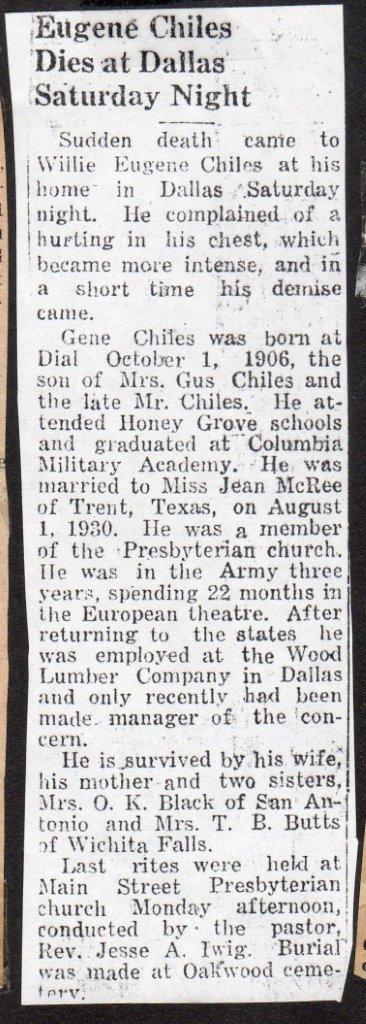 Eugene Chiles
Dies at Dallas
Saturday Night
Sudden death came to
Willie Eugene Chiles at his
home in Dallas Saturday
night. He complained of a
hurting in his chest, which
became more intense, and in
a short time his demise
came.
Gene Chiles was born at
Dial October 1, 1906, the
son of Mrs. Gus Chiles and
the late Mr. Chiles. He at-
tended Honey Grove schools
and graduated at Columbia
Military Academy. He was
married to Miss Jean McRee
of Trent, Texas, on August
1, 1930. He was a member
of the Presbyterian church.
He was in the Army three
years, spending 22 months in
the European theatre. After
returning to the states he
was employed at the Wood
Lumber Company in Dallas
and only recently had been
made manager of the con-
cern.
He is survived by his wife,
his mother and two sisters,
Mrs. O. K. Black of San An-
tonio and Mrs. T. B. Butts
of Wichita Falls.
Last rites were held at
Main Street Presbyterian
church Monday afternoon,
conducted by the pastor,
Rev. Jesse A. Iwig. Burial
was made at Oakwood ceme-
tery.